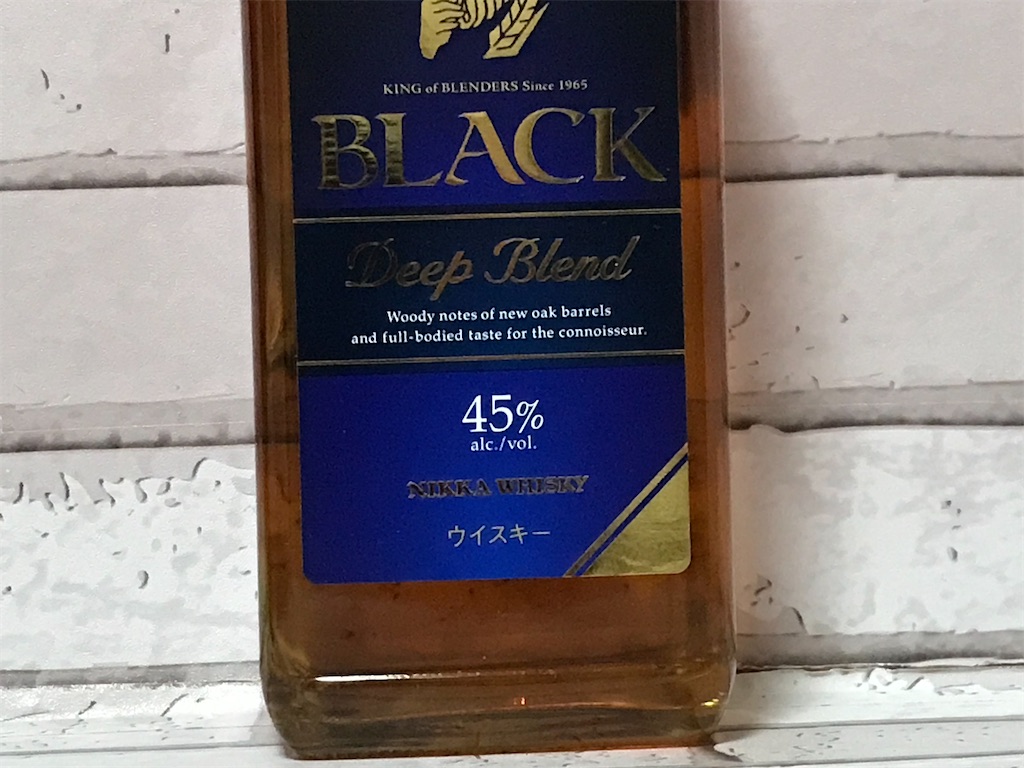 KING of BLENDERS Since 1965
BLACK
Deep Blend
Woody notes of new oak barrels
and full-bodied taste for the connoisseur.
45%
alc./vol.
NIKKA WHISKY
ウイスキー